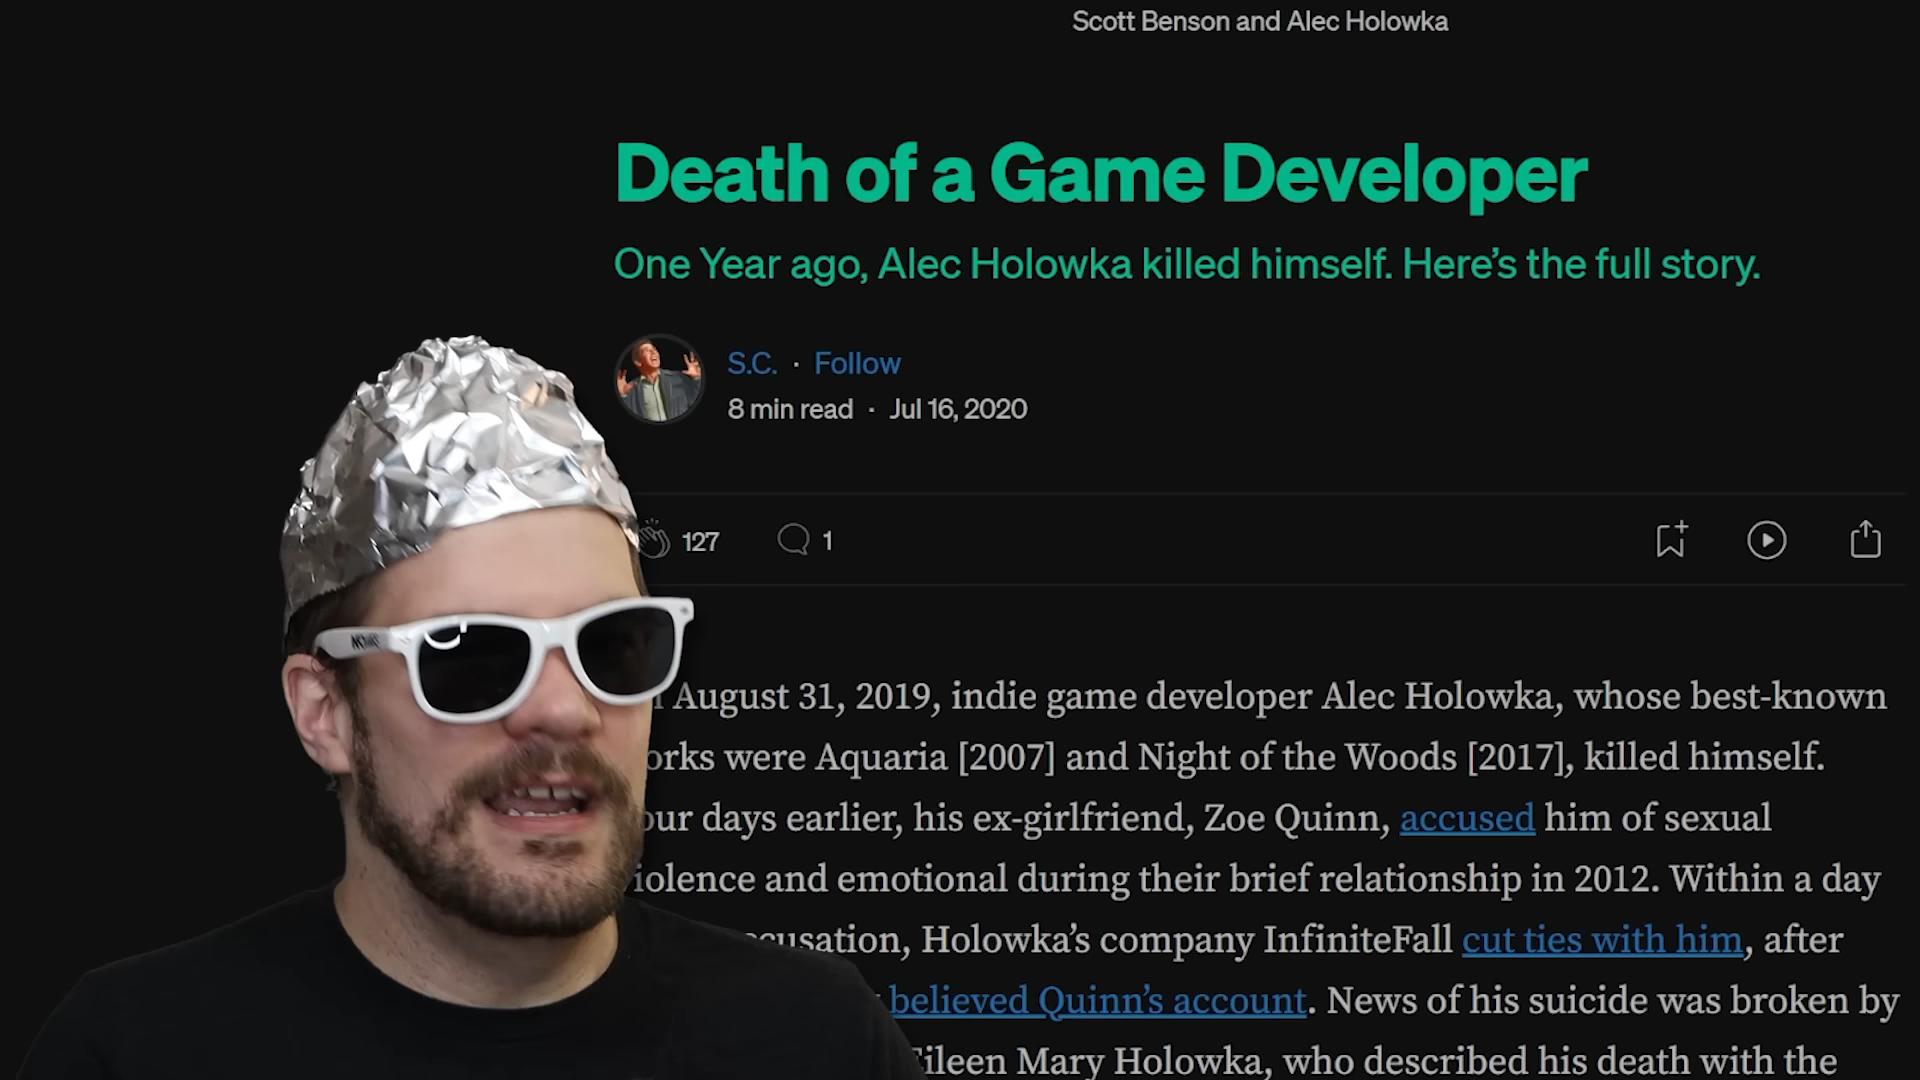 Scott Benson and Alec Holowka
Death of a Game Developer
One Year ago, Alec Holowka killed himself. Here's the full story.
S.C. · Follow
8 min read · Jul 16, 2020
127
1
August 31, 2019, indie game developer Alec Holowka, whose best-known
orks were Aquaria [2007] and Night of the Woods [2017], killed himself.
our days earlier, his ex-girlfriend, Zoe Quinn, accused him of sexual
iolence and emotional during their brief relationship in 2012. Within a day
cusation, Holowka's company InfiniteFall cut ties with him, after
believed Quinn's account. News of his suicide was broken by
Eileen Mary Holowka, who described his death with the